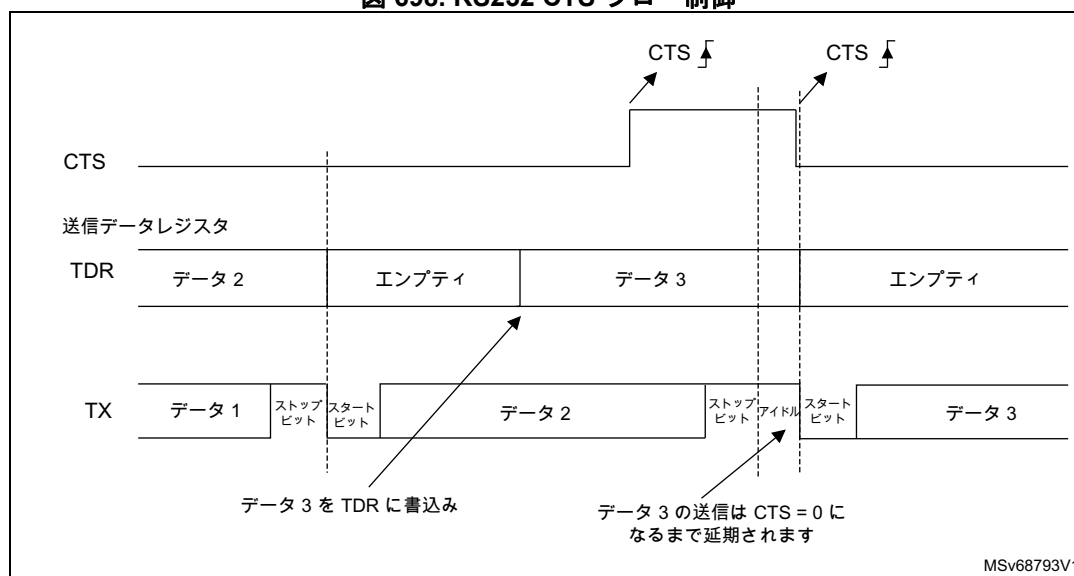 図 698. RS232 CTS フロー制御
CTS
CTS
CTS
送信データレジスタ
TDR
データ 2
エンプティ
データ 3
エンプティ
TX
データ 1
ストップ
ビット
スタート
ビット
データ 2
ストップ
ビット
アイドル
スタート
ビット
データ 3
データ 3 を TDR に書込み
データ 3 の送信は CTS = 0 に
なるまで延期されます
MSv68793V1